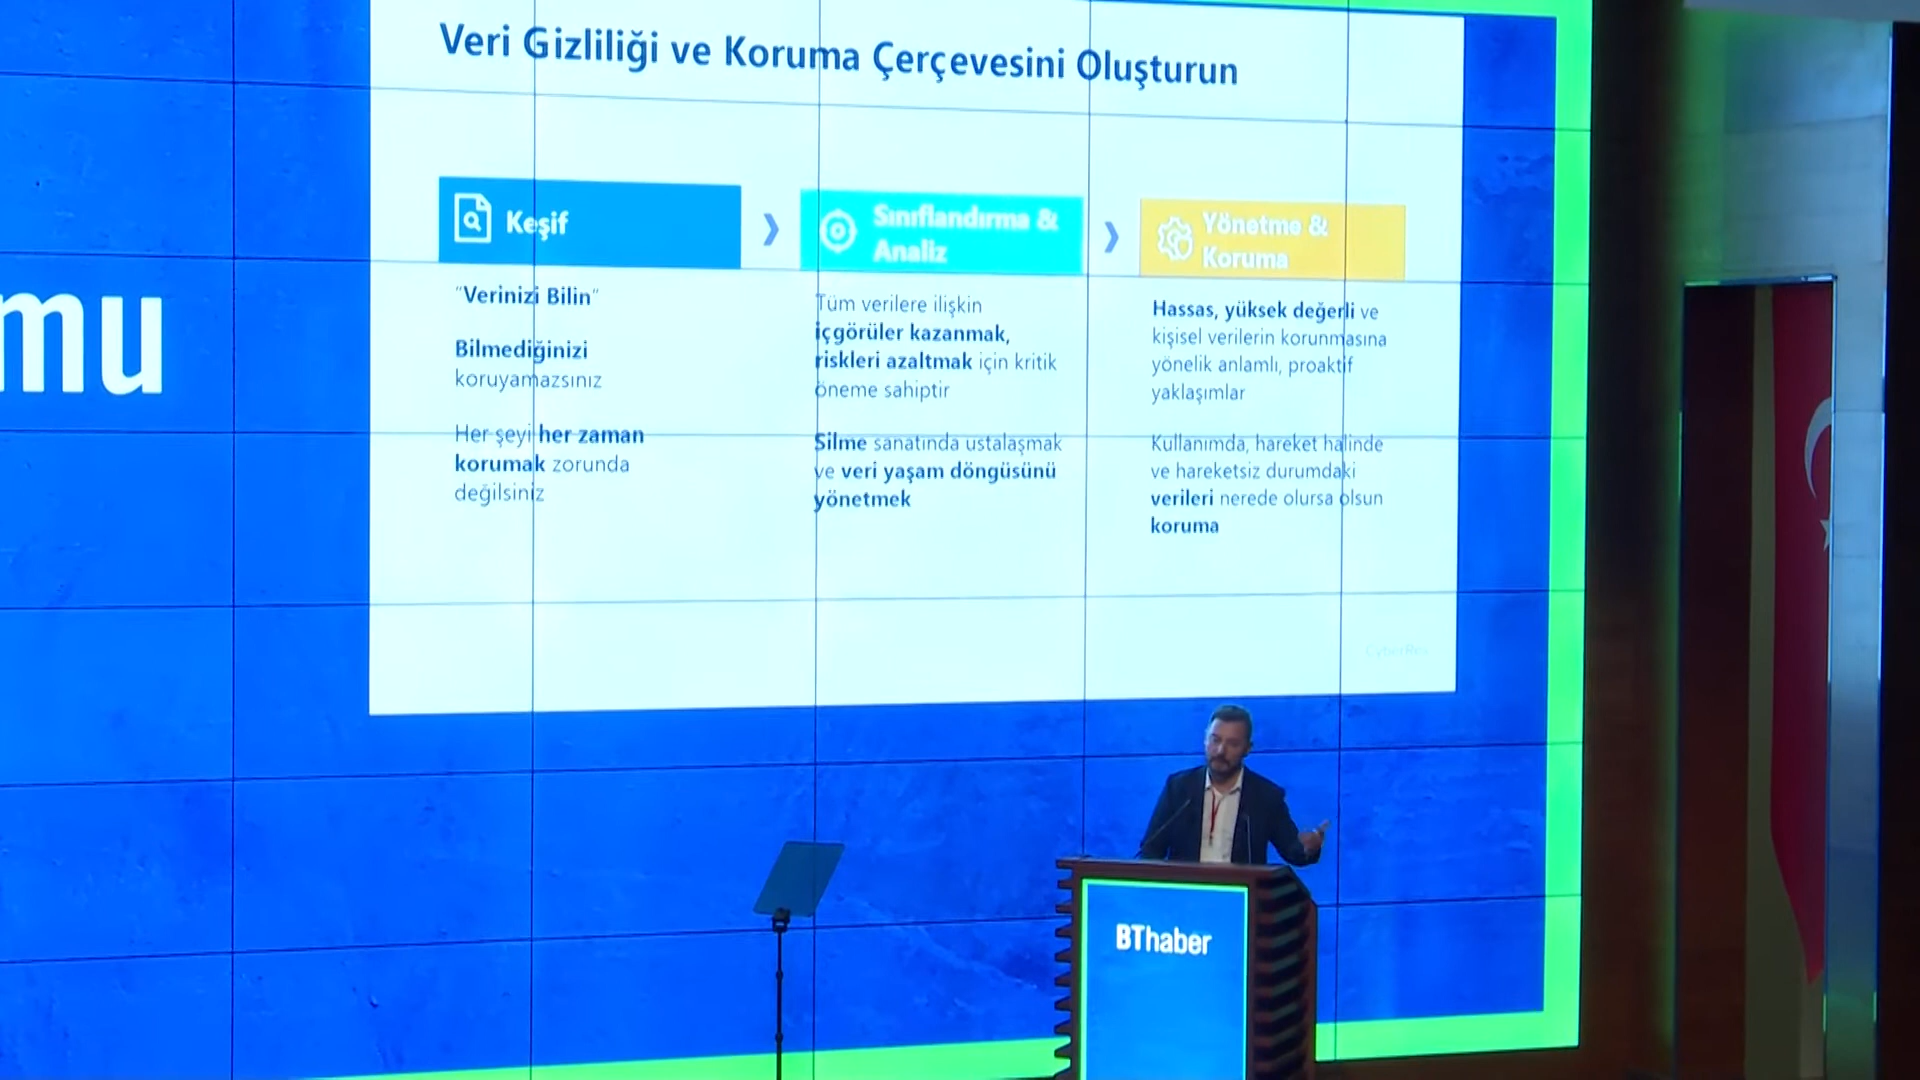 Veri Gizliliği ve Koruma Çerçevesini Oluşturun
mu
Keşif
"Verinizi Bilin"
Bilmediğinizi
koruyamazsınız
Her şeyi her zaman
korumak zorunda
değilsiniz
Sınıflandırma &
Analiz
Tüm verilere ilişkin
içgörüler kazanmak,
riskleri azaltmak için kritik
öneme sahiptir
Silme sanatında ustalaşmak
ve veri yaşam döngüsünü
yönetmek
Yönetme &
Koruma
Hassas, yüksek değerli ve
kişisel verilerin korunmasına
yönelik anlamlı, proaktif
yaklaşımlar
Kullanımda, hareket halinde
ve hareketsiz durumdaki
verileri nerede olursa olsun
koruma
BThaber